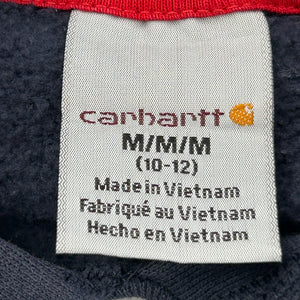 carhartt
M/M/M
(10-12)
Made in Vietnam
Fabriqué au Vietnam
Hecho en Vietnam